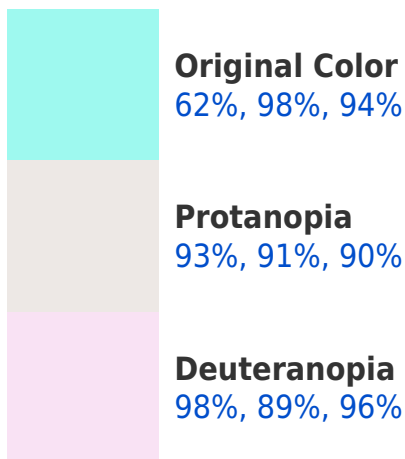 Original Color
62%, 98%, 94%
Protanopia
93%, 91%, 90%
Deuteranopia
98%, 89%, 96%